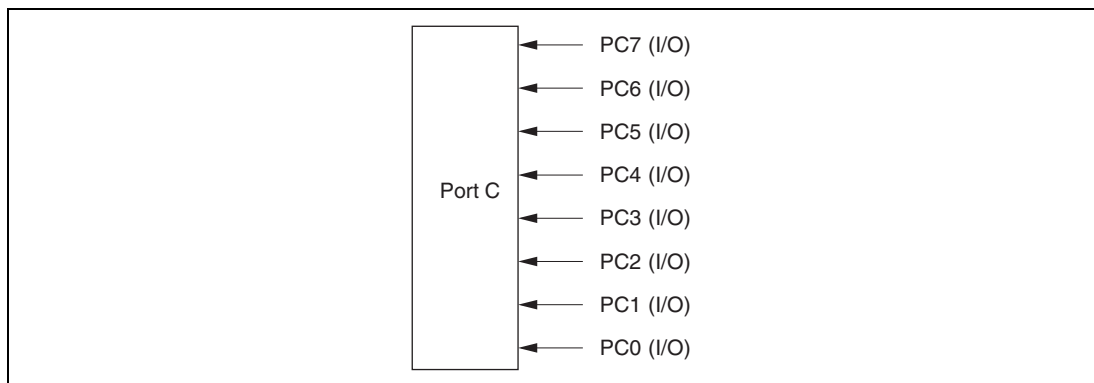 PC7 (I/O)
PC6 (I/O)
PC5 (I/O)
PC4 (I/O)
Port C
PC3 (I/O)
PC2 (I/O)
PC1 (I/O)
PC0 (I/O)